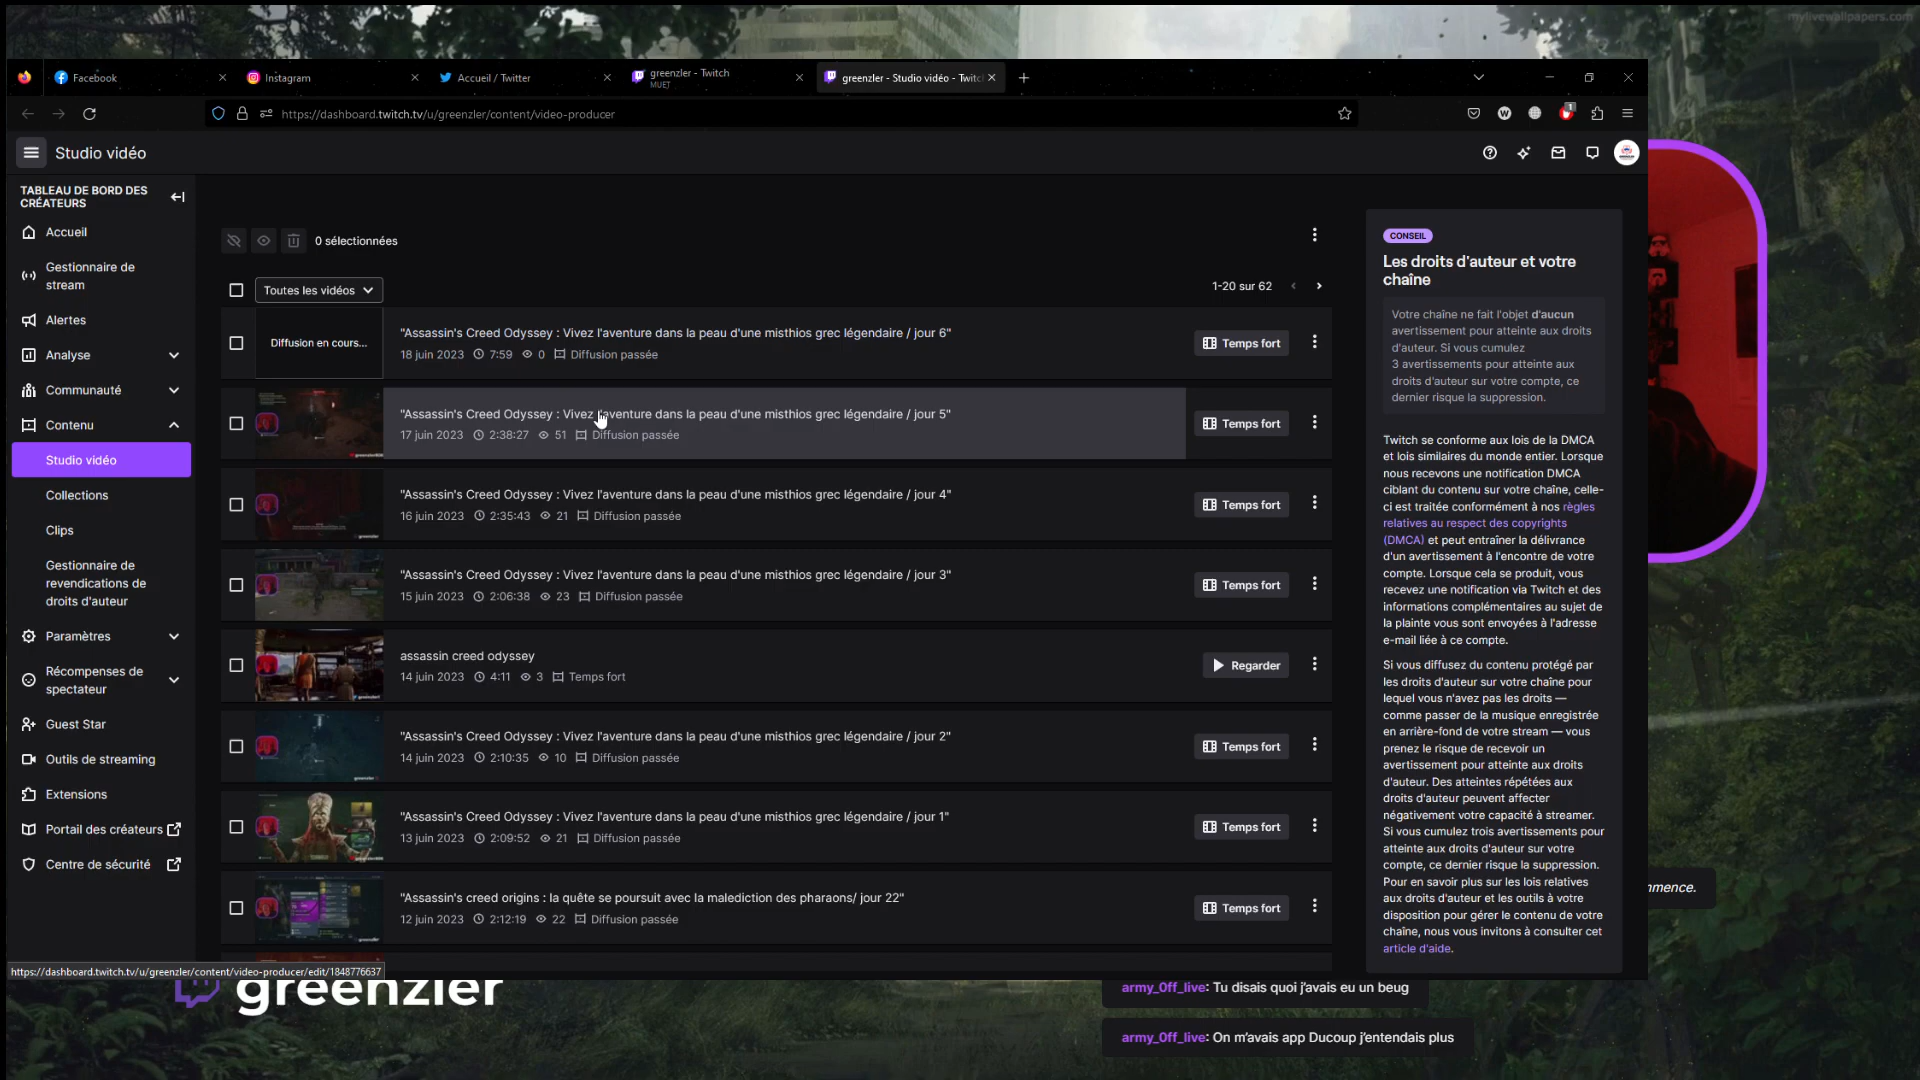 mylivewallpapers.com
Facebook
Instagram
Accueil / Twitter
greenzler - Twitch
MUET
greenzler - Studio vidéo - Twitc
https://dashboard.twitch.tv/u/greenzler/content/video-producer
1
Studio vidéo
TABLEAU DE BORD DES
CRÉATEURS
Accueil
Gestionnaire de
stream
Alertes
Analyse
Communauté
Contenu
Studio vidéo
Collections
Clips
Gestionnaire de
revendications de
droits d'auteur
Paramètres
Récompenses de
spectateur
Guest Star
Outils de streaming
Extensions
Portail des créateurs
Centre de sécurité
0 sélectionnées
Toutes les vidéos
1-20 sur 62
Diffusion en cours...
"Assassin's Creed Odyssey : Vivez l'aventure dans la peau d'une misthios grec légendaire / jour 6"
18 juin 2023 7:59 0 Diffusion passée
Temps fort
"Assassin's Creed Odyssey : Vivez l'aventure dans la peau d'une misthios grec légendaire / jour 5"
17 juin 2023 2:38:27 51 Diffusion passée
Temps fort
"Assassin's Creed Odyssey : Vivez l'aventure dans la peau d'une misthios grec légendaire / jour 4"
16 juin 2023 2:35:43 21 Diffusion passée
Temps fort
"Assassin's Creed Odyssey : Vivez l'aventure dans la peau d'une misthios grec légendaire / jour 3"
15 juin 2023 2:06:38 23 Diffusion passée
Temps fort
assassin creed odyssey
14 juin 2023 4:11 3 Temps fort
Regarder
"Assassin's Creed Odyssey : Vivez l'aventure dans la peau d'une misthios grec légendaire / jour 2"
14 juin 2023 2:10:35 10 Diffusion passée
Temps fort
"Assassin's Creed Odyssey : Vivez l'aventure dans la peau d'une misthios grec légendaire / jour 1"
13 juin 2023 2:09:52 21 Diffusion passée
Temps fort
"Assassin's creed origins : la quête se poursuit avec la malediction des pharaons/ jour 22"
12 juin 2023 2:12:19 22 Diffusion passée
Temps fort
CONSEIL
Les droits d'auteur et votre
chaîne
Votre chaîne ne fait l'objet d'aucun
avertissement pour atteinte aux droits
d'auteur. Si vous cumulez
3 avertissements pour atteinte aux
droits d'auteur sur votre compte, ce
dernier risque la suppression.
Twitch se conforme aux lois de la DMCA
et lois similaires du monde entier. Lorsque
nous recevons une notification DMCA
ciblant du contenu sur votre chaîne, celle-
ci est traitée conformément à nos règles
relatives au respect des copyrights
(DMCA) et peut entraîner la délivrance
d'un avertissement à l'encontre de votre
compte. Lorsque cela se produit, vous
recevez une notification via Twitch et des
informations complémentaires au sujet de
la plainte vous sont envoyées à l'adresse
e-mail liée à ce compte.
Si vous diffusez du contenu protégé par
les droits d'auteur sur votre chaîne pour
lequel vous n'avez pas les droits —
comme passer de la musique enregistrée
en arrière-fond de votre stream — vous
prenez le risque de recevoir un
avertissement pour atteinte aux droits
d'auteur. Des atteintes répétées aux
droits d'auteur peuvent affecter
négativement votre capacité à streamer.
Si vous cumulez trois avertissements pour
atteinte aux droits d'auteur sur votre
compte, ce dernier risque la suppression.
Pour en savoir plus sur les lois relatives
aux droits d'auteur et les outils à votre
disposition pour gérer le contenu de votre
chaîne, nous vous invitons à consulter cet
article d'aide.
mmence.
https://dashboard.twitch.tv/u/greenzler/content/video-producer/edit/1848776637
greenzler
army_0ff_live: Tu disais quoi j'avais eu un beug
army_0ff_live: On m'avais app Ducoup j'entendais plus